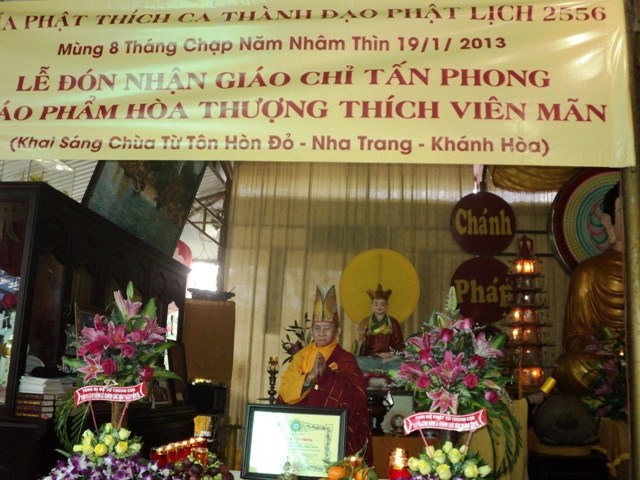 PHẬT THÍCH CA THÀNH ĐẠO PHẬT LỊCH 2556
Mùng 8 Tháng Chạp Năm Nhâm Thìn 19/1/ 2013
LỄ ĐÓN NHẬN GIÁO CHỈ TẤN PHONG
PHẨM HÒA THƯỢNG THÍCH VIÊN MÃN
(Khai Sáng Chùa Từ Tôn Hòn Đỏ - Nha Trang - Khánh Hòa)
Chánh
Pháp